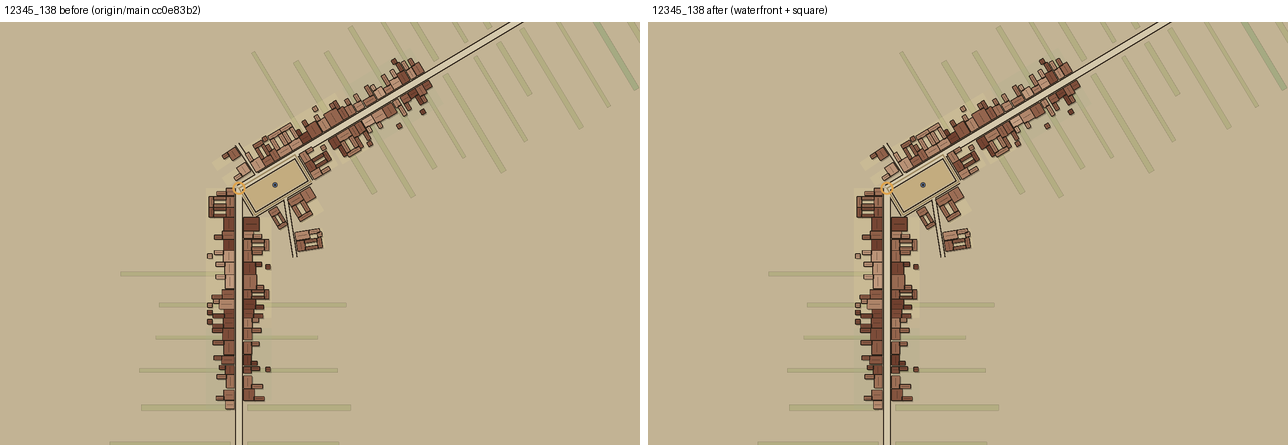 12345_138 before (origin/main cc0e83b2)
12345_138 after (waterfront + square)